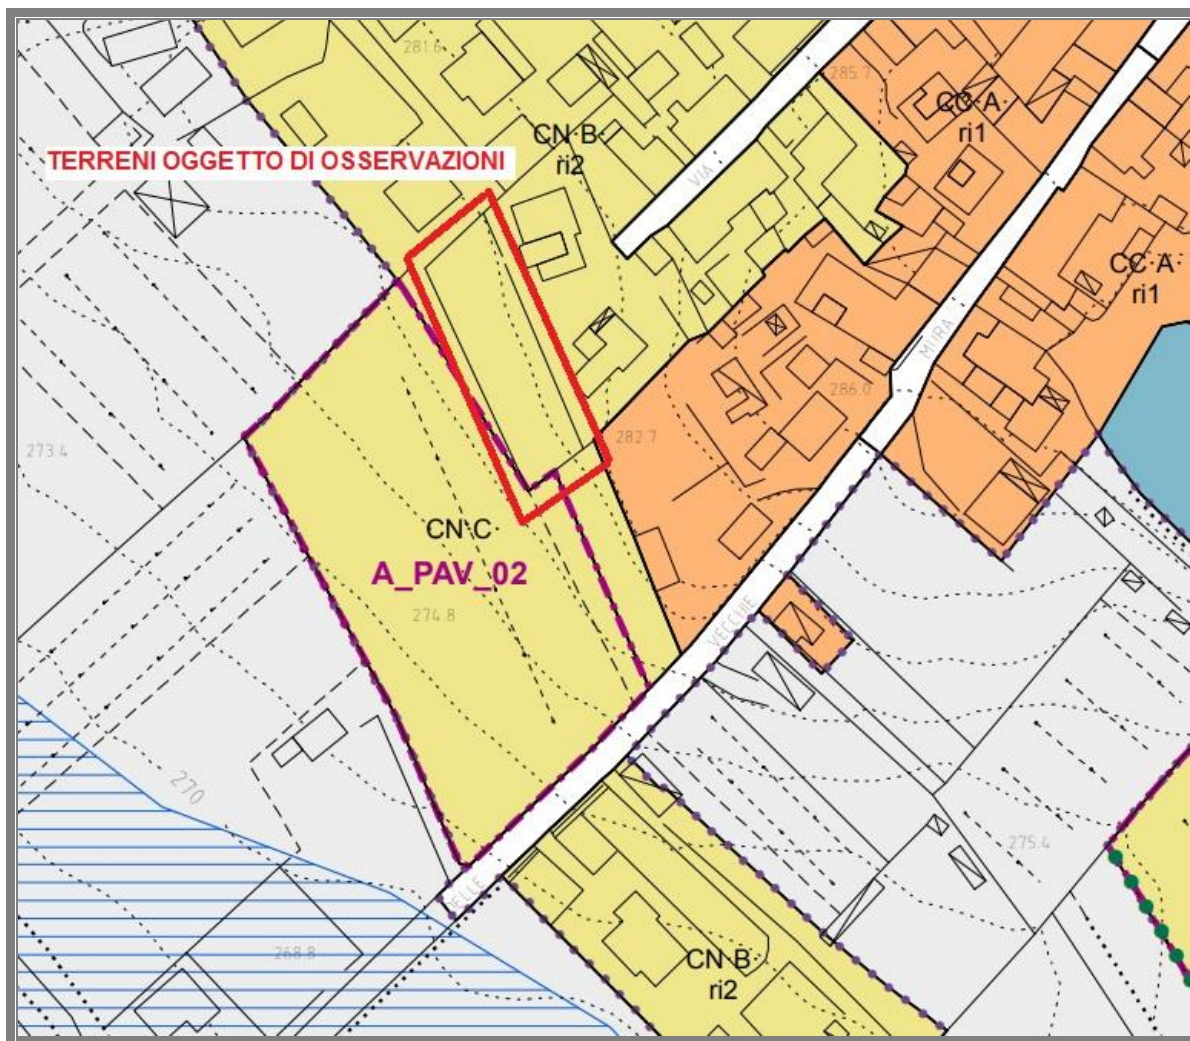 281.6
285.7
CC A
ri1
CN B
ri2
TERRENI OGGETTO DI OSSERVAZIONI
VIA
CC A
ri1
MURA
286.0
282.7
273.4
CN C
A_PAV_02
274.8
VECCHIE
270
275.4
DELLE
268.8
CN B
ri2